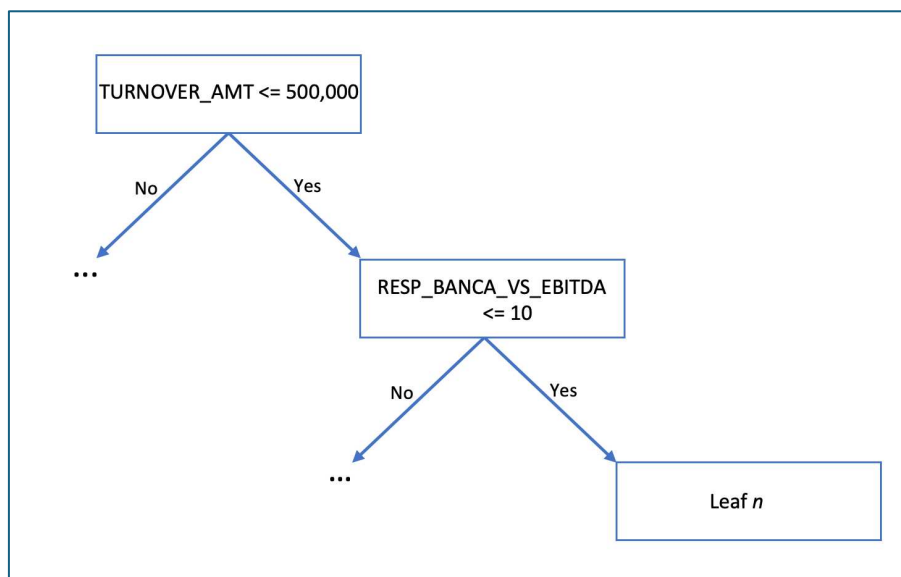 TURNOVER_AMT <= 500,000
No
Yes
...
RESP_BANCA_VS_EBITDA
<= 10
No
Yes
...
Leaf n